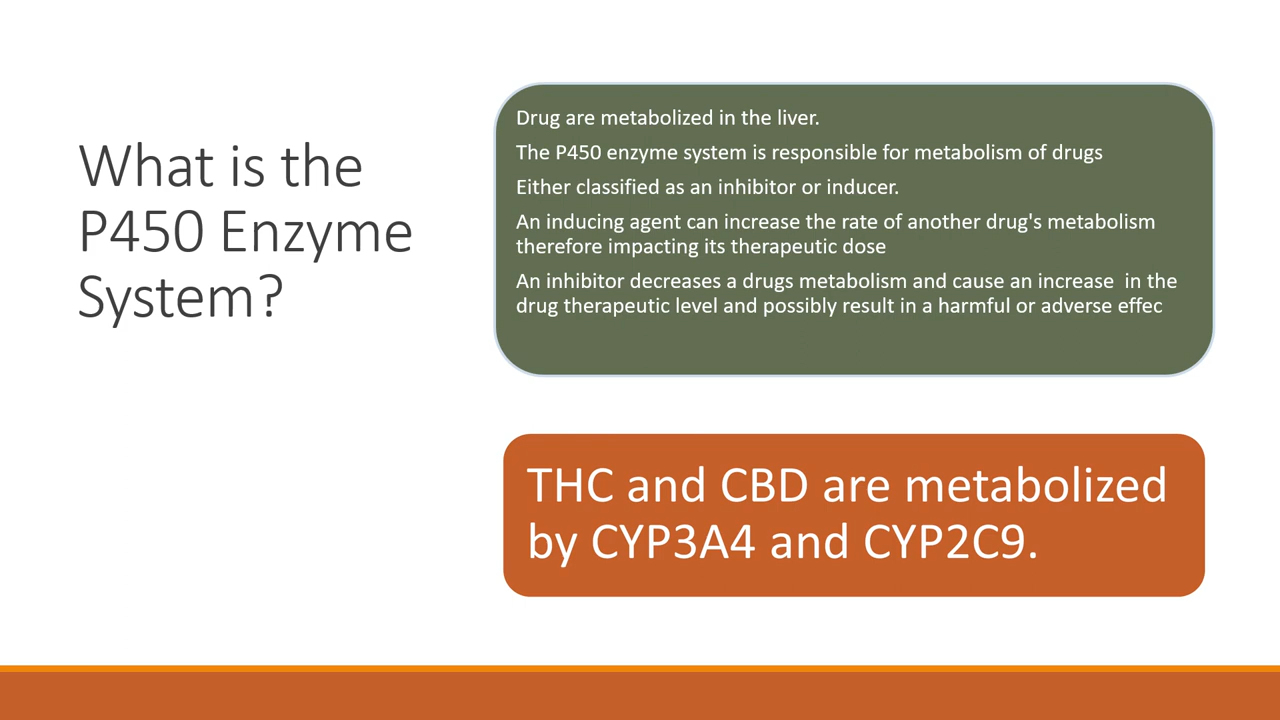 What is the
P450 Enzyme
System?
Drug are metabolized in the liver.
The P450 enzyme system is responsible for metabolism of drugs
Either classified as an inhibitor or inducer.
An inducing agent can increase the rate of another drug's metabolism
therefore impacting its therapeutic dose
An inhibitor decreases a drugs metabolism and cause an increase  in the
drug therapeutic level and possibly result in a harmful or adverse effec
THC and CBD are metabolized
by CYP3A4 and CYP2C9.